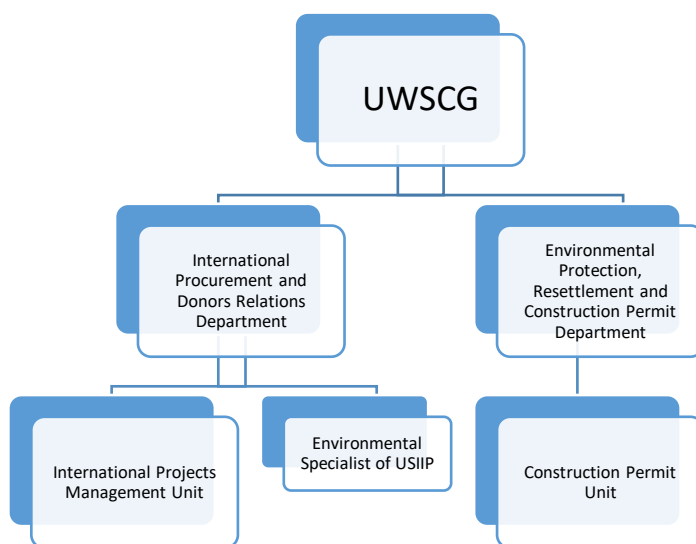 UWSCG
International
Procurement and
Donors Relations
Department
Environmental
Protection,
Resettlement and
Construction Permit
Department
International Projects
Management Unit
Environmental
Specialist of USIIP
Construction Permit
Unit